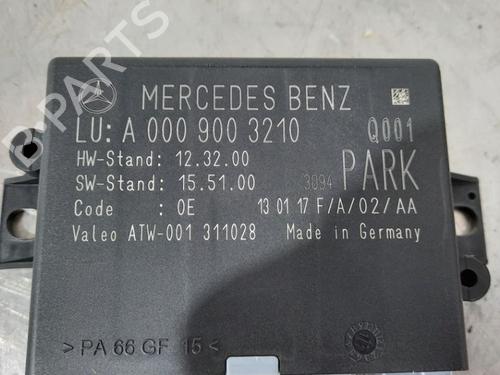 B-PARTS
MERCEDES BENZ
LU: A 000 900 3210 Q001
HW-Stand: 12.32.00
SW-Stand: 15.51.00 3094 PARK
Code : 0E 13 01 17 F/A/02/AA
Valeo ATW-001 311028 Made in Germany
>PA 66 GF 15<